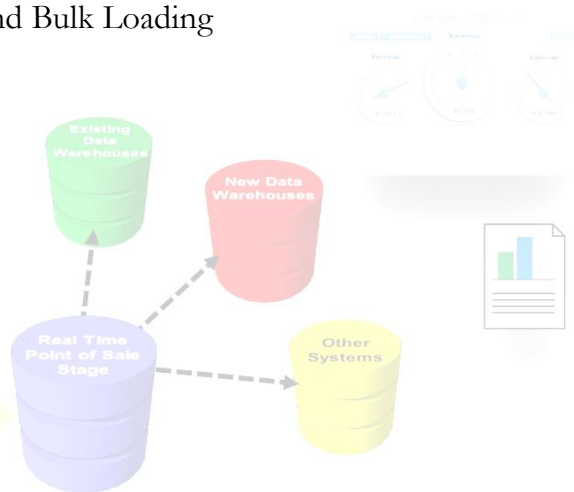 nd Bulk Loading
Existing
Data
Warehouses
New Data
Warehouses
Real Time
Point of Sale
Stage
Other
Systems